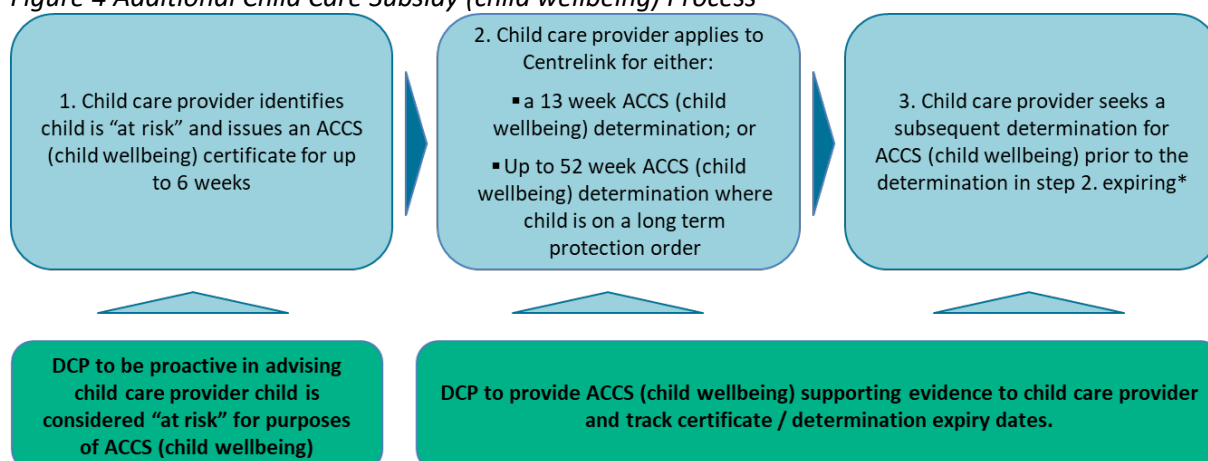 Figure 4 Additional Child Care Subsidy (child wellbeing) Process
1. Child care provider identifies
child is “at risk” and issues an ACCS
(child wellbeing) certificate for up
to 6 weeks
2. Child care provider applies to
Centrelink for either:
▪ a 13 week ACCS (child
wellbeing) determination; or
▪ Up to 52 week ACCS (child
wellbeing) determination where
child is on a long term
protection order
3. Child care provider seeks a
subsequent determination for
ACCS (child wellbeing) prior to the
determination in step 2. expiring*
DCP to be proactive in advising
child care provider child is
considered “at risk” for purposes
of ACCS (child wellbeing)
DCP to provide ACCS (child wellbeing) supporting evidence to child care provider
and track certificate / determination expiry dates.